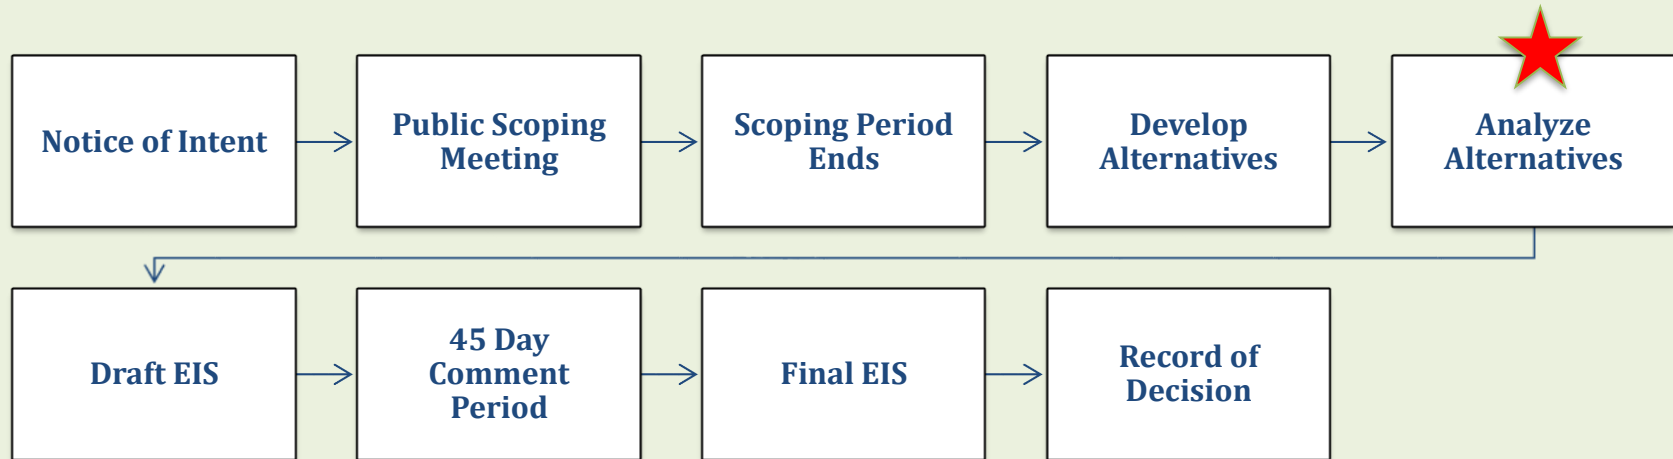 Notice of Intent
Public Scoping
Meeting
Scoping Period
Ends
Develop
Alternatives
Analyze
Alternatives
Draft EIS
45 Day
Comment
Period
Final EIS
Record of
Decision